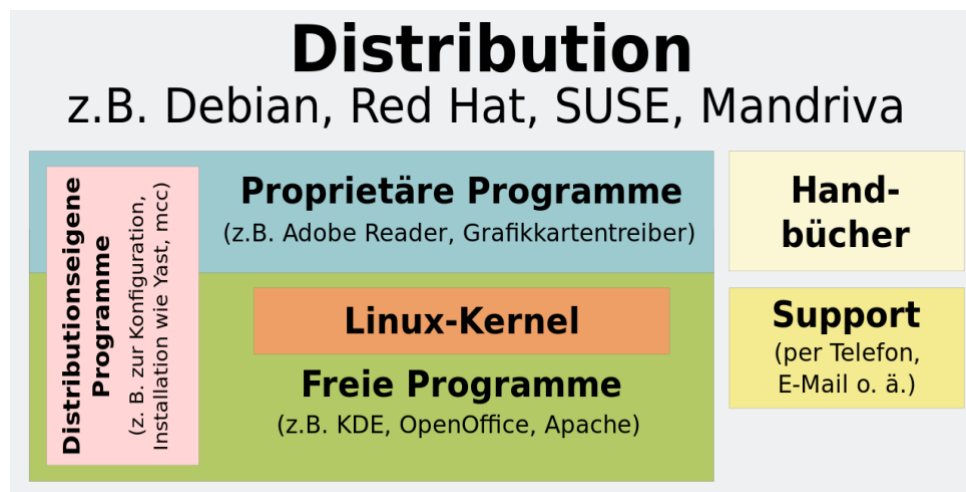 Distribution
z.B. Debian, Red Hat, SUSE, Mandriva
Distributionseigene
Programme
(z. B. zur Konfiguration,
Installation wie Yast, mcc)
Proprietäre Programme
(z.B. Adobe Reader, Grafikkartentreiber)
Linux-Kernel
Freie Programme
(z.B. KDE, OpenOffice, Apache)
Hand-
bücher
Support
(per Telefon,
E-Mail o. ä.)